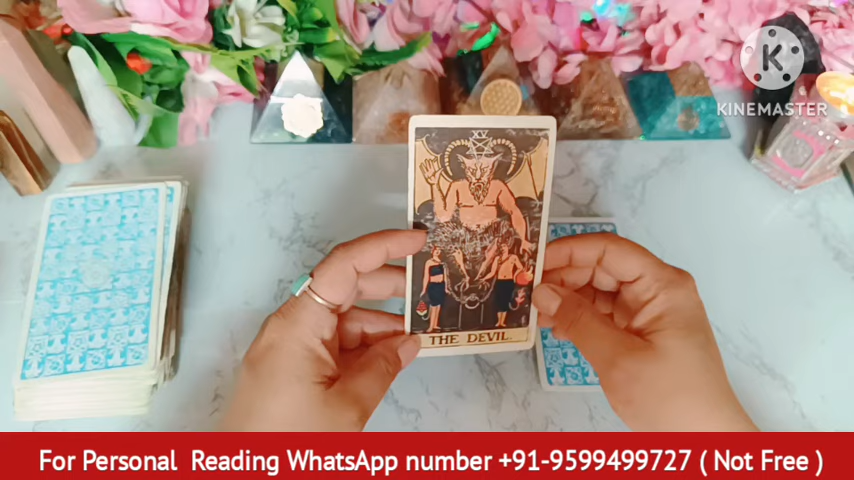 K
KINEMASTER
XV
THE DEVIL.
For Personal Reading WhatsApp number +91-9599499727 ( Not Free )